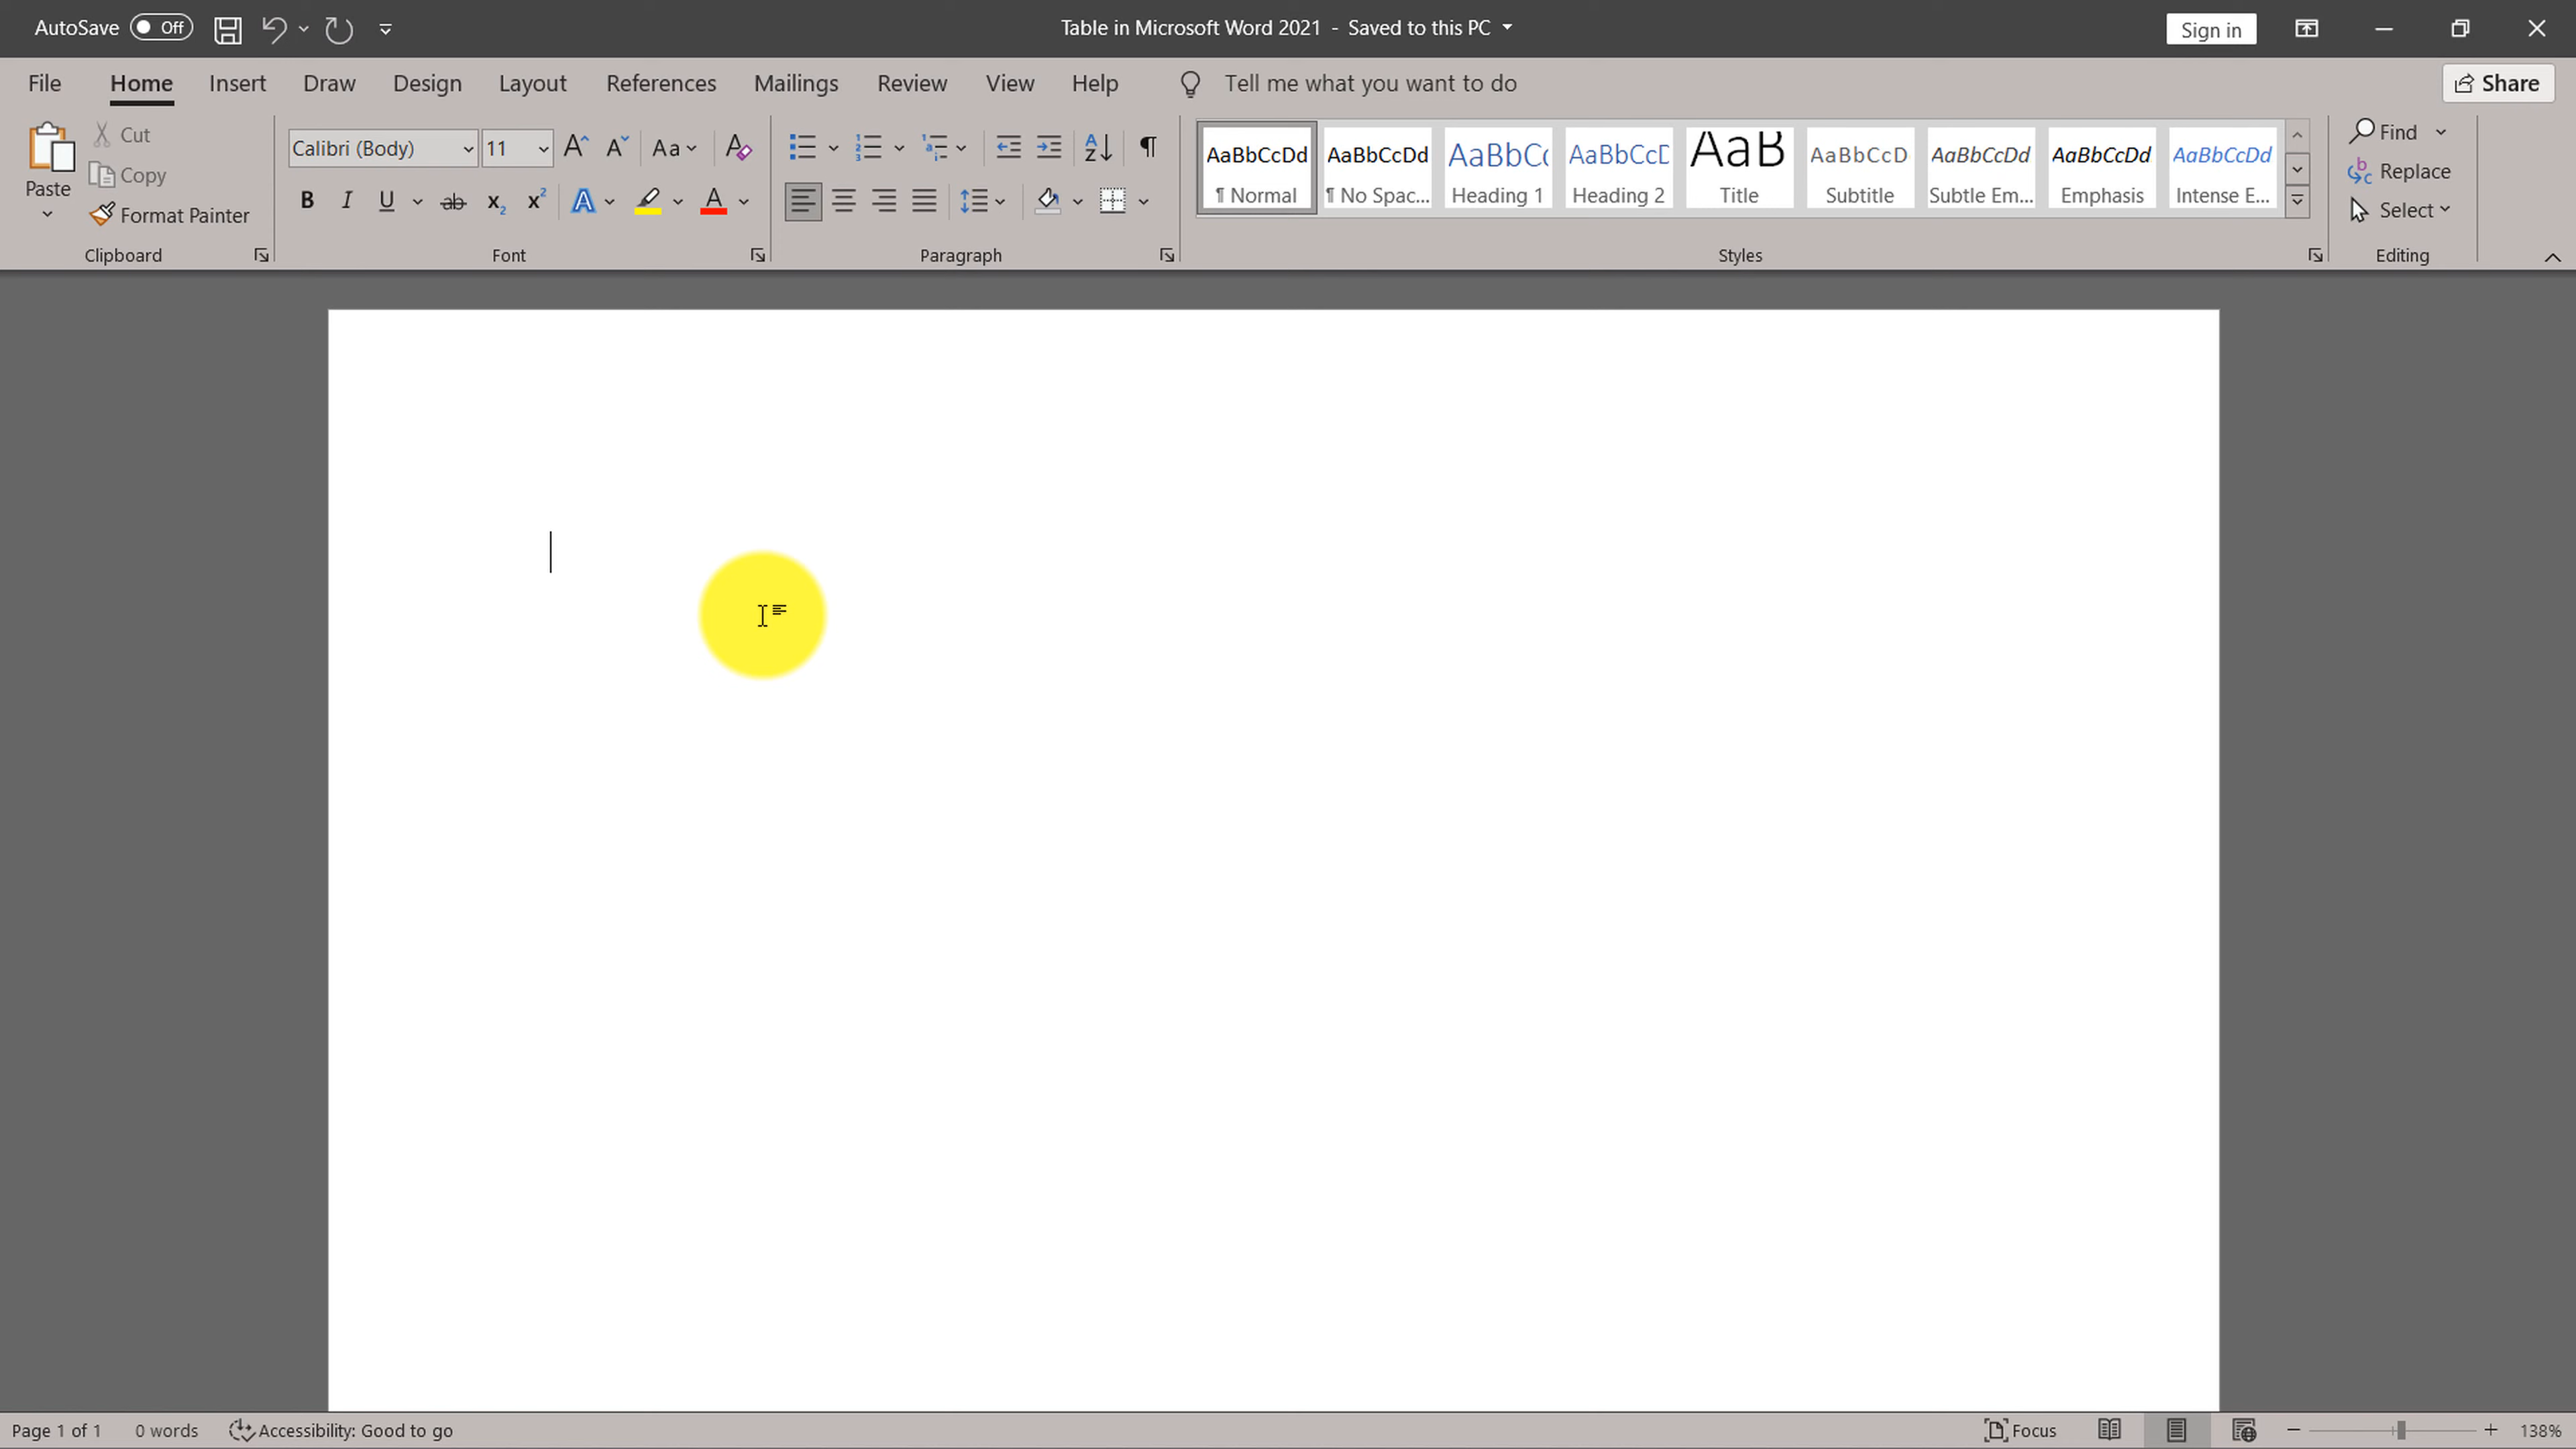 AutoSave Off Table in Microsoft Word 2021 - Saved to this PC Sign in
File Home Insert Draw Design Layout References Mailings Review View Help Tell me what you want to do Share
Paste
Cut
Copy
Format Painter
Clipboard
Calibri (Body) 11
Font
Paragraph
AaBbCcDd AaBbCcDd AaBbCc AaBbCcD AaB AaBbCcD AaBbCcDd AaBbCcDd AaBbCcDd
¶ Normal ¶ No Spac... Heading 1 Heading 2 Title Subtitle Subtle Em... Emphasis Intense E...
Styles
Find
Replace
Select
Editing
Page 1 of 1 0 words Accessibility: Good to go Focus 138%